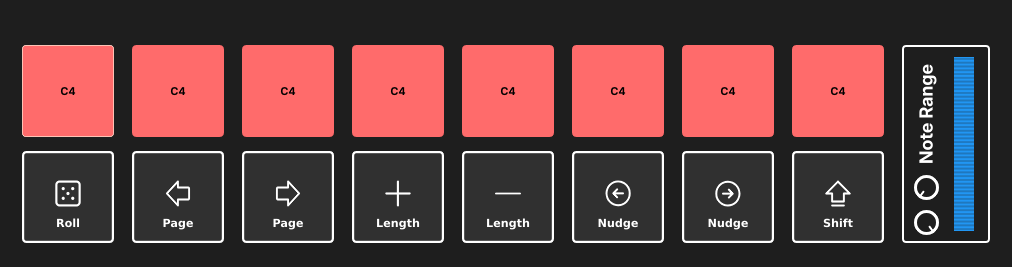 C4 C4 C4 C4 C4 C4 C4 C4
Roll Page Page Length Length Nudge Nudge Shift
Note Range